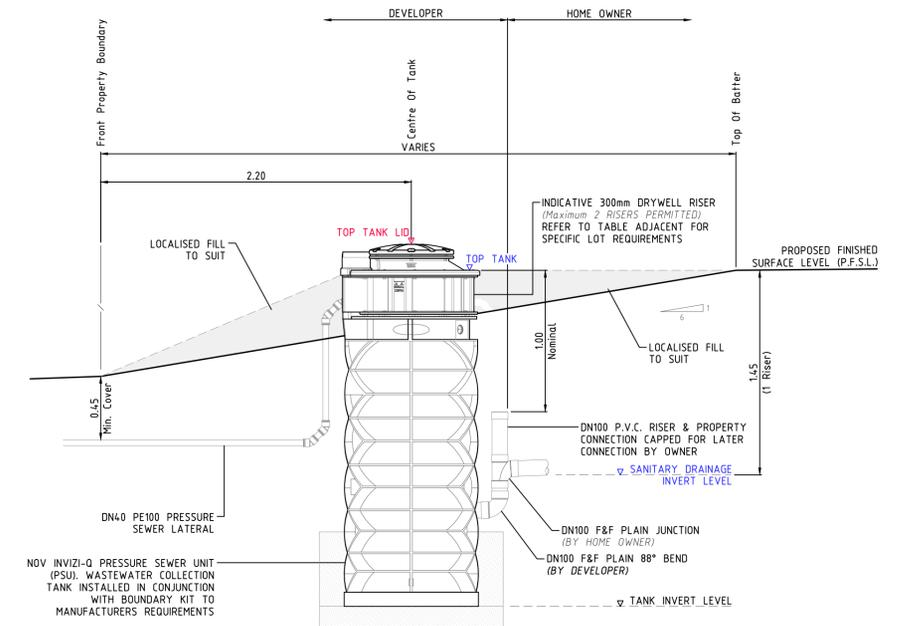 DEVELOPER
HOME OWNER
Front Property Boundary
Centre Of Tank
Top Of Batter
VARIES
2.20
INDICATIVE 300mm DRYWELL RISER
(Maximum 2 RISERS PERMITTED)
REFER TO TABLE ADJACENT FOR
SPECIFIC LOT REQUIREMENTS
TOP TANK LID
LOCALISED FILL
TO SUIT
TOP TANK
PROPOSED FINISHED
SURFACE LEVEL (P.F.S.L.)
1
6
1.00
Nominal
LOCALISED FILL
TO SUIT
1.45
(1 Riser)
0.45
Min. Cover
DN100 P.V.C. RISER & PROPERTY
CONNECTION CAPPED FOR LATER
CONNECTION BY OWNER
SANITARY DRAINAGE
INVERT LEVEL
DN40 PE100 PRESSURE
SEWER LATERAL
DN100 F&F PLAIN JUNCTION
(BY HOME OWNER)
DN100 F&F PLAIN 88° BEND
(BY DEVELOPER)
NOV INVIZI-Q PRESSURE SEWER UNIT
(PSU). WASTEWATER COLLECTION
TANK INSTALLED IN CONJUNCTION
WITH BOUNDARY KIT TO
MANUFACTURERS REQUIREMENTS
TANK INVERT LEVEL